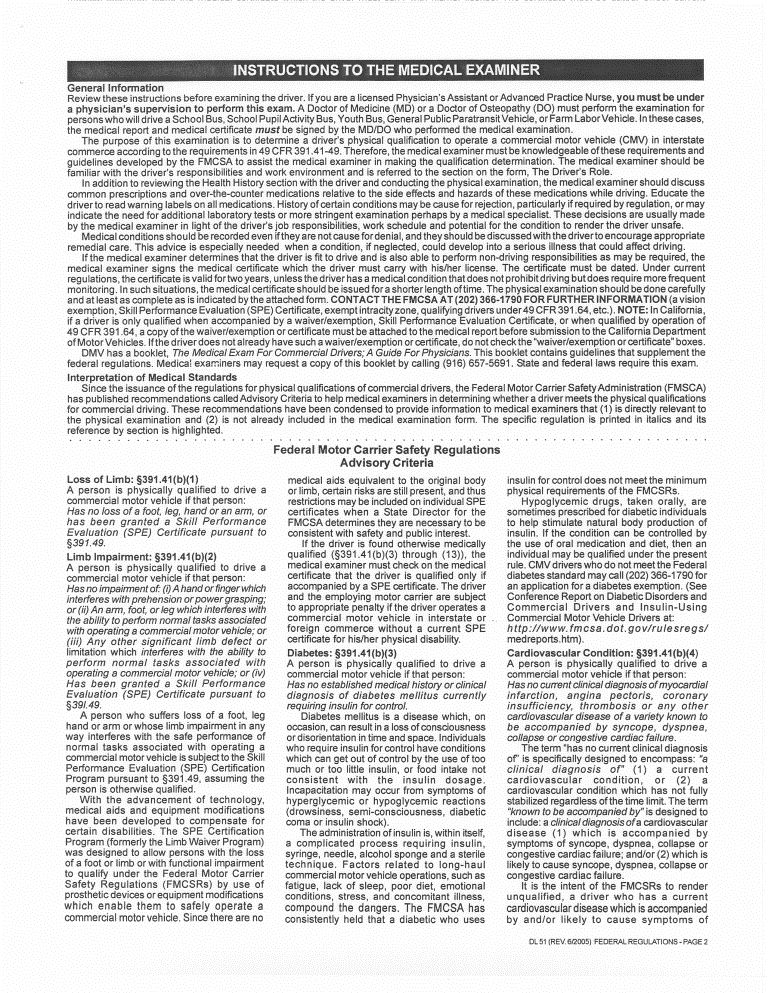 INSTRUCTIONS TO THE MEDICAL EXAMINER
General Information
Review these instructions before examining the driver. If you are a licensed Physician's Assistant or Advanced Practice Nurse, you must be under
a physician's supervision to perform this exam. A Doctor of Medicine (MD) or a Doctor of Osteopathy (DO) must perform the examination for
persons who will drive a School Bus, School Pupil Activity Bus, Youth Bus, General Public Paratransit Vehicle, or Farm Labor Vehicle. In these cases,
the medical report and medical certificate must be signed by the MD/DO who performed the medical examination.
The purpose of this examination is to determine a driver's physical qualification to operate a commercial motor vehicle (CMV) in interstate
commerce according to the requirements in 49 CFR 391.41-49. Therefore, the medical examiner must be knowledgeable of these requirements and
guidelines developed by the FMCSA to assist the medical examiner in making the qualification determination. The medical examiner should be
familiar with the driver's responsibilities and work environment and is referred to the section on the form, The Driver's Role.
In addition to reviewing the Health History section with the driver and conducting the physical examination, the medical examiner should discuss
common prescriptions and over-the-counter medications relative to the side effects and hazards of these medications while driving. Educate the
driver to read warning labels on all medications. History of certain conditions may be cause for rejection, particularly if required by regulation, or may
indicate the need for additional laboratory tests or more stringent examination perhaps by a medical specialist. These decisions are usually made
by the medical examiner in light of the driver's job responsibilities, work schedule and potential for the condition to render the driver unsafe.
Medical conditions should be recorded even if they are not cause for denial, and they should be discussed with the driver to encourage appropriate
remedial care. This advice is especially needed when a condition, if neglected, could develop into a serious illness that could affect driving.
If the medical examiner determines that the driver is fit to drive and is also able to perform non-driving responsibilities as may be required, the
medical examiner signs the medical certificate which the driver must carry with his/her license. The certificate must be dated. Under current
regulations, the certificate is valid for two years, unless the driver has a medical condition that does not prohibit driving but does require more frequent
monitoring. In such situations, the medical certificate should be issued for a shorter length of time. The physical examination should be done carefully
and at least as complete as is indicated by the attached form. CONTACT THE FMCSA AT (202) 366-1790 FOR FURTHER INFORMATION (a vision
exemption, Skill Performance Evaluation (SPE) Certificate, exempt intracity zone, qualifying drivers under 49 CFR 391.64, etc.). NOTE: In California,
if a driver is only qualified when accompanied by a waiver/exemption, Skill Performance Evaluation Certificate, or when qualified by operation of
49 CFR 391.64, a copy of the waiver/exemption or certificate must be attached to the medical report before submission to the California Department
of Motor Vehicles. If the driver does not already have such a waiver/exemption or certificate, do not check the "waiver/exemption or certificate" boxes.
DMV has a booklet, The Medical Exam For Commercial Drivers; A Guide For Physicians. This booklet contains guidelines that supplement the
federal regulations. Medical examiners may request a copy of this booklet by calling (916) 657-5691. State and federal laws require this exam.
Interpretation of Medical Standards
Since the issuance of the regulations for physical qualifications of commercial drivers, the Federal Motor Carrier Safety Administration (FMSCA)
has published recommendations called Advisory Criteria to help medical examiners in determining whether a driver meets the physical qualifications
for commercial driving. These recommendations have been condensed to provide information to medical examiners that (1) is directly relevant to
the physical examination and (2) is not already included in the medical examination form. The specific regulation is printed in italics and its
reference by section is highlighted.
Federal Motor Carrier Safety Regulations
Advisory Criteria
Loss of Limb: §391.41(b)(1)
A person is physically qualified to drive a
commercial motor vehicle if that person:
Has no loss of a foot, leg, hand or an arm, or
has been granted a Skill Performance
Evaluation (SPE) Certificate pursuant to
§391.49.
Limb Impairment: §391.41(b)(2)
A person is physically qualified to drive a
commercial motor vehicle if that person:
Has no impairment of: (i) A hand or finger which
interferes with prehension or power grasping;
or (ii) An arm, foot, or leg which interferes with
the ability to perform normal tasks associated
with operating a commercial motor vehicle; or
(iii) Any other significant limb defect or
limitation which interferes with the ability to
perform normal tasks associated with
operating a commercial motor vehicle; or (iv)
Has been granted a Skill Performance
Evaluation (SPE) Certificate pursuant to
§39l.49.
A person who suffers loss of a foot, leg
hand or arm or whose limb impairment in any
way interferes with the safe performance of
normal tasks associated with operating a
commercial motor vehicle is subject to the Skill
Performance Evaluation (SPE) Certification
Program pursuant to §391.49, assuming the
person is otherwise qualified.
With the advancement of technology,
medical aids and equipment modifications
have been developed to compensate for
certain disabilities. The SPE Certification
Program (formerly the Limb Waiver Program)
was designed to allow persons with the loss
of a foot or limb or with functional impairment
to qualify under the Federal Motor Carrier
Safety Regulations (FMCSRs) by use of
prosthetic devices or equipment modifications
which enable them to safely operate a
commercial motor vehicle. Since there are no
medical aids equivalent to the original body
or limb, certain risks are still present, and thus
restrictions may be included on individual SPE
certificates when a State Director for the
FMCSA determines they are necessary to be
consistent with safety and public interest.
If the driver is found otherwise medically
qualified (§391.41(b)(3) through (13)), the
medical examiner must check on the medical
certificate that the driver is qualified only if
accompanied by a SPE certificate. The driver
and the employing motor carrier are subject
to appropriate penalty if the driver operates a
commercial motor vehicle in interstate or
foreign commerce without a current SPE
certificate for his/her physical disability.
Diabetes: §391.41(b)(3)
A person is physically qualified to drive a
commercial motor vehicle if that person:
Has no established medical history or clinical
diagnosis of diabetes mellitus currently
requiring insulin for control.
Diabetes mellitus is a disease which, on
occasion, can result in a loss of consciousness
or disorientation in time and space. Individuals
who require insulin for control have conditions
which can get out of control by the use of too
much or too little insulin, or food intake not
consistent with the insulin dosage.
Incapacitation may occur from symptoms of
hyperglycemic or hypoglycemic reactions
(drowsiness, semi-consciousness, diabetic
coma or insulin shock).
The administration of insulin is, within itself,
a complicated process requiring insulin,
syringe, needle, alcohol sponge and a sterile
technique. Factors related to long-haul
commercial motor vehicle operations, such as
fatigue, lack of sleep, poor diet, emotional
conditions, stress, and concomitant illness,
compound the dangers. The FMCSA has
consistently held that a diabetic who uses
insulin for control does not meet the minimum
physical requirements of the FMCSRs.
Hypoglycemic drugs, taken orally, are
sometimes prescribed for diabetic individuals
to help stimulate natural body production of
insulin. If the condition can be controlled by
the use of oral medication and diet, then an
individual may be qualified under the present
rule. CMV drivers who do not meet the Federal
diabetes standard may call (202) 366-1790 for
an application for a diabetes exemption. (See
Conference Report on Diabetic Disorders and
Commercial Drivers and Insulin-Using
Commercial Motor Vehicle Drivers at:
http://www.fmcsa.dot.gov/rulesregs/
medreports.htm).
Cardiovascular Condition: §391.41(b)(4)
A person is physically qualified to drive a
commercial motor vehicle if that person:
Has no current clinical diagnosis of myocardial
infarction, angina pectoris, coronary
insufficiency, thrombosis or any other
cardiovascular disease of a variety known to
be accompanied by syncope, dyspnea,
collapse or congestive cardiac failure.
The term "has no current clinical diagnosis
of" is specifically designed to encompass: "a
clinical diagnosis of" (1) a current
cardiovascular condition, or (2) a
cardiovascular condition which has not fully
stabilized regardless of the time limit. The term
"known to be accompanied by" is designed to
include: a clinical diagnosis of a cardiovascular
disease (1) which is accompanied by
symptoms of syncope, dyspnea, collapse or
congestive cardiac failure; and/or (2) which is
likely to cause syncope, dyspnea, collapse or
congestive cardiac failure.
It is the intent of the FMCSRs to render
unqualified, a driver who has a current
cardiovascular disease which is accompanied
by and/or likely to cause symptoms of
DL 51 (REV. 6/2005) FEDERAL REGULATIONS - PAGE 2